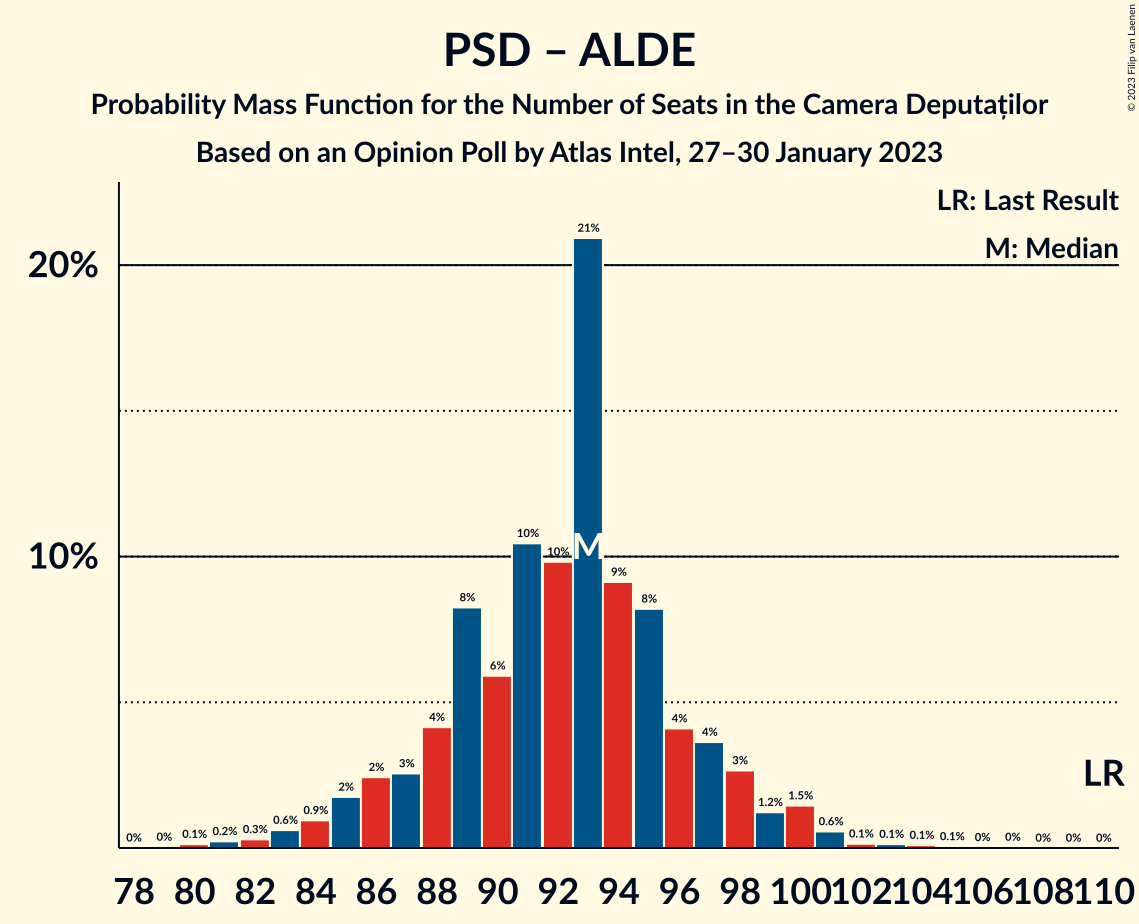 PSD – ALDE
Probability Mass Function for the Number of Seats in the Camera Deputaților
Based on an Opinion Poll by Atlas Intel, 27–30 January 2023
© 2023 Filip van Laenen
LR: Last Result
M: Median
20%
10%
0% 0% 0.1% 0.2% 0.3% 0.6% 0.9% 2% 2% 3% 4% 8% 6% 10% 10% 21% 9% 8% 4% 4% 3% 1.2% 1.5% 0.6% 0.1% 0.1% 0.1% 0.1% 0% 0% 0% 0% 0%
M
LR
78 80 82 84 86 88 90 92 94 96 98 100 102 104 106 108 110